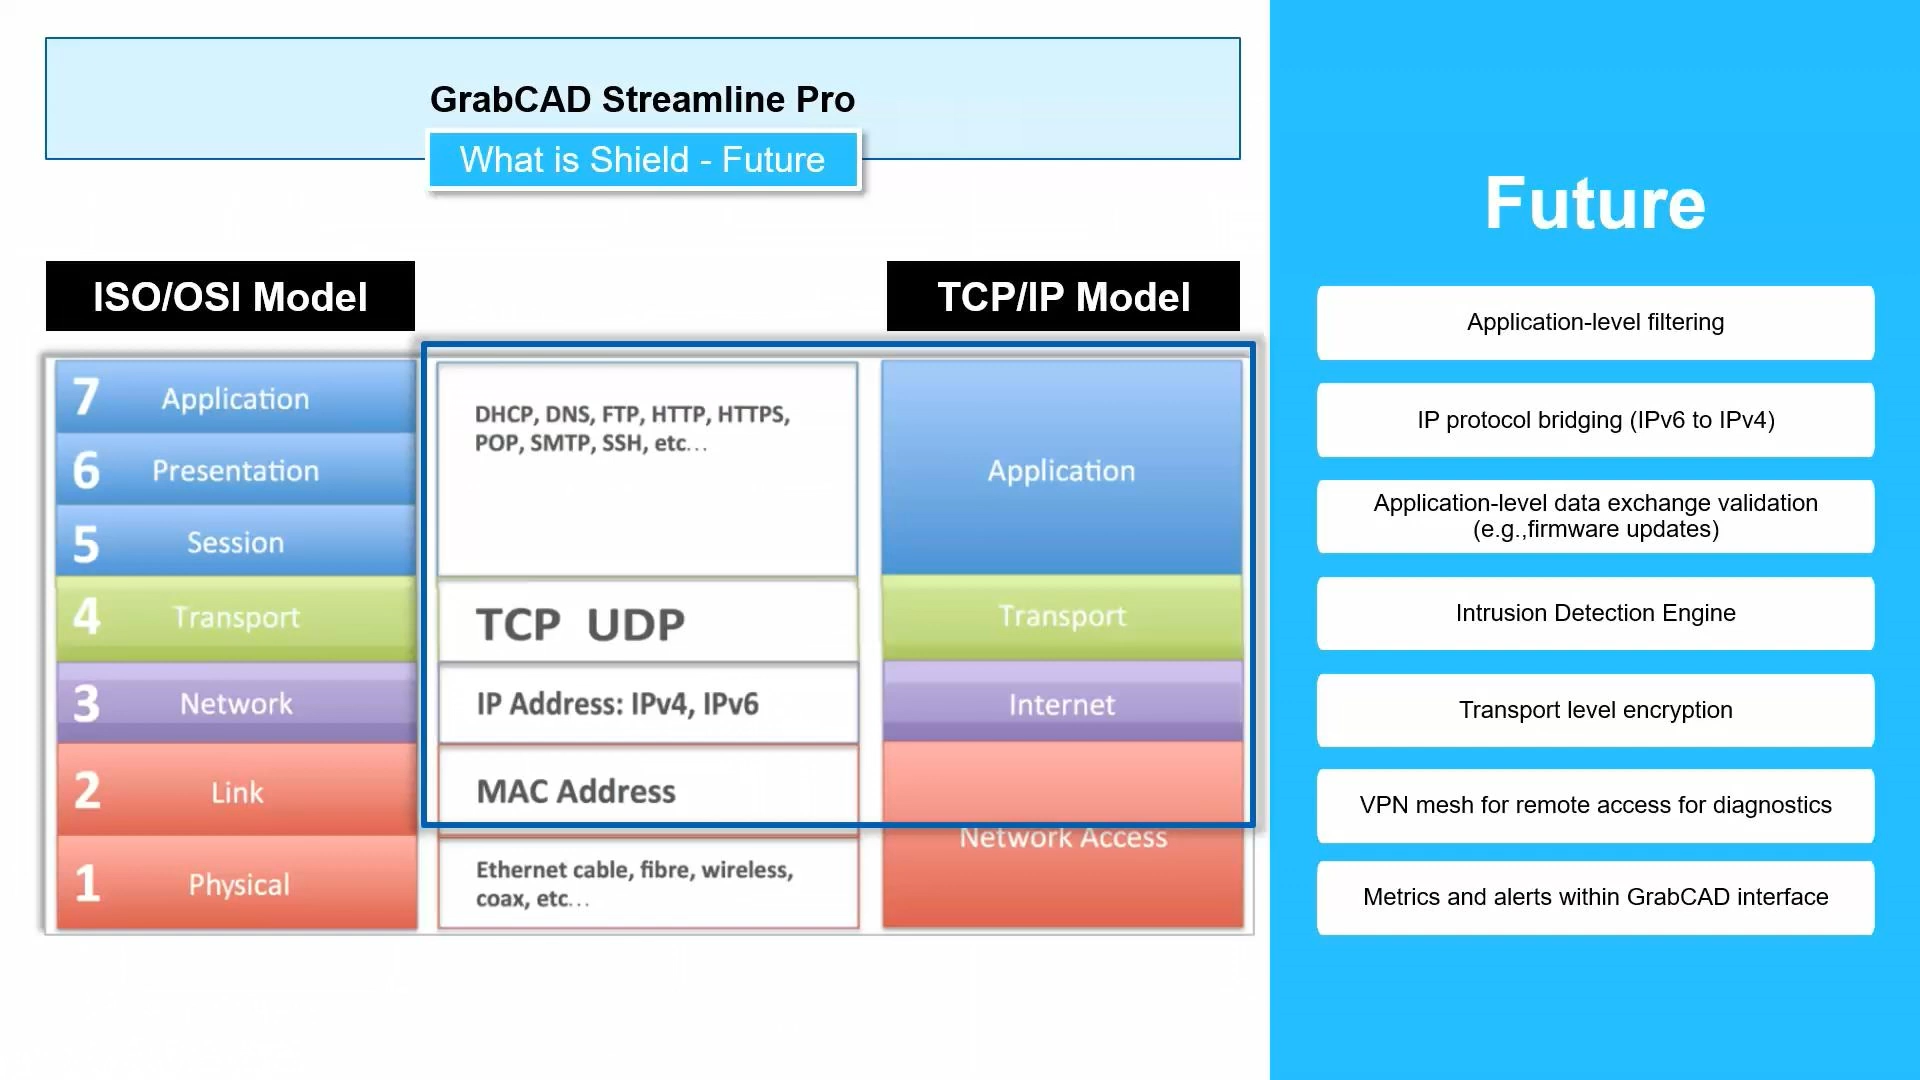 GrabCAD Streamline Pro
What is Shield - Future
ISO/OSI Model
TCP/IP Model
7 Application
6 Presentation
5 Session
4 Transport
3 Network
2 Link
1 Physical
DHCP, DNS, FTP, HTTP, HTTPS,
POP, SMTP, SSH, etc...
TCP UDP
IP Address: IPv4, IPv6
MAC Address
Ethernet cable, fibre, wireless,
coax, etc...
Application
Transport
Internet
Network Access
Future
Application-level filtering
IP protocol bridging (IPv6 to IPv4)
Application-level data exchange validation
(e.g.,firmware updates)
Intrusion Detection Engine
Transport level encryption
VPN mesh for remote access for diagnostics
Metrics and alerts within GrabCAD interface